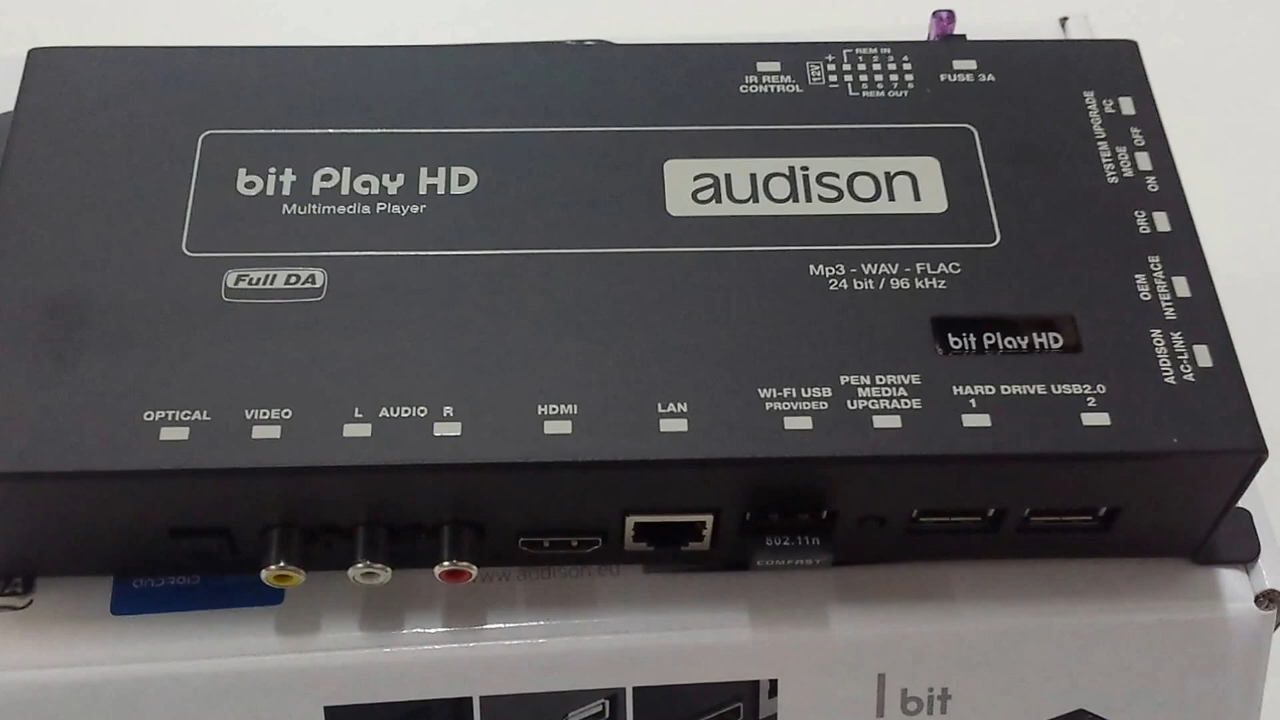 REM IN
1 2 3 4
12V
+
-
5 6 7 8
REM OUT
IR REM.
CONTROL
FUSE 3A
SYSTEM UPGRADE
PC
MODE
ON OFF
DRC
OEM
INTERFACE
AUDISON
AC-LINK
bit Play HD
Multimedia Player
audison
Full DA
Mp3 - WAV - FLAC
24 bit / 96 kHz
bit Play HD
OPTICAL
VIDEO
L AUDIO R
HDMI
LAN
WI-FI USB
PROVIDED
PEN DRIVE
MEDIA
UPGRADE
HARD DRIVE USB2.0
1 2
802.11n
COMFAST
www.audison.eu
android
bit